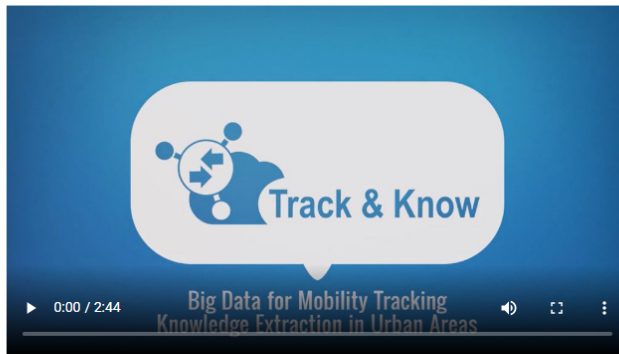 Track & Know
0:00 / 2:44
Big Data for Mobility Tracking
Knowledge Extraction in Urban Areas